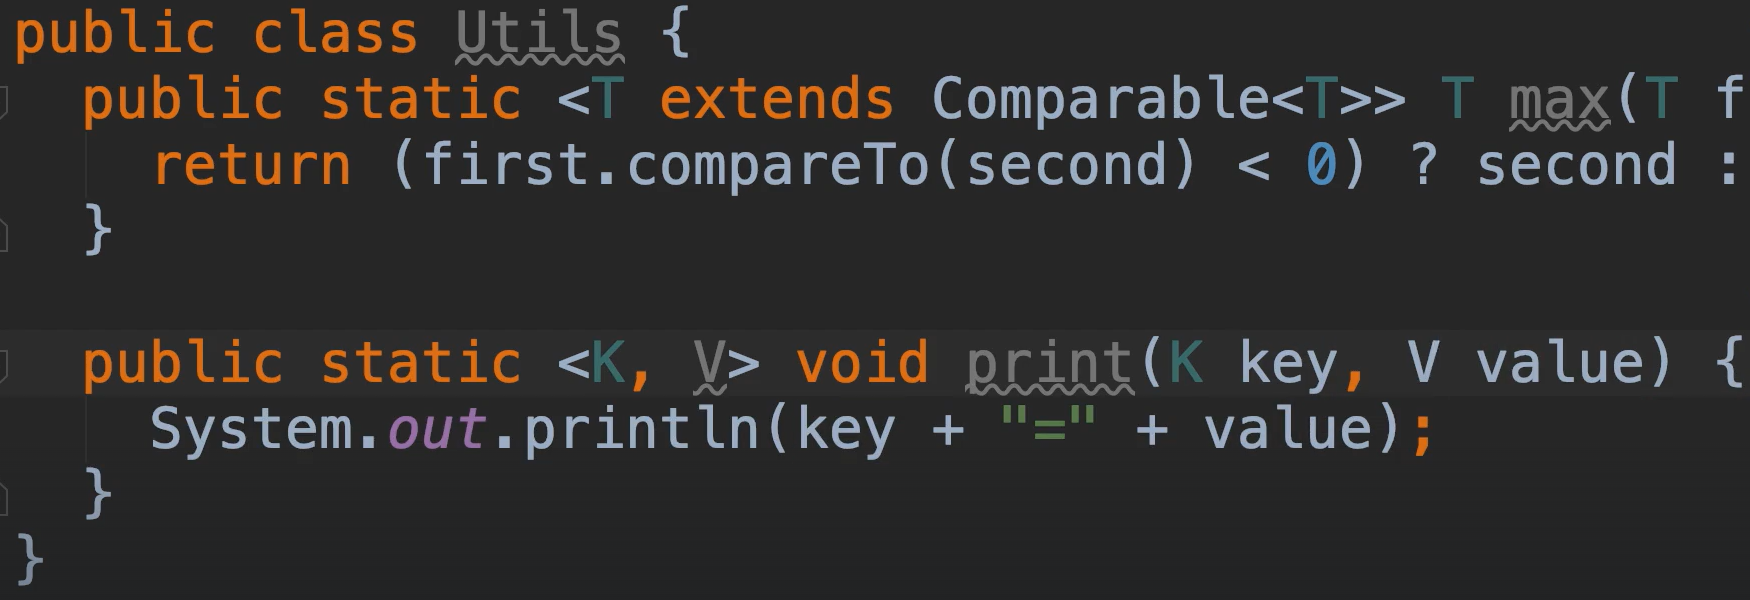 public class Utils {
public static <T extends Comparable<T>> T max(T f
return (first.compareTo(second) < 0) ? second :
}
public static <K, V> void print(K key, V value) {
System.out.println(key + "=" + value);
}
}